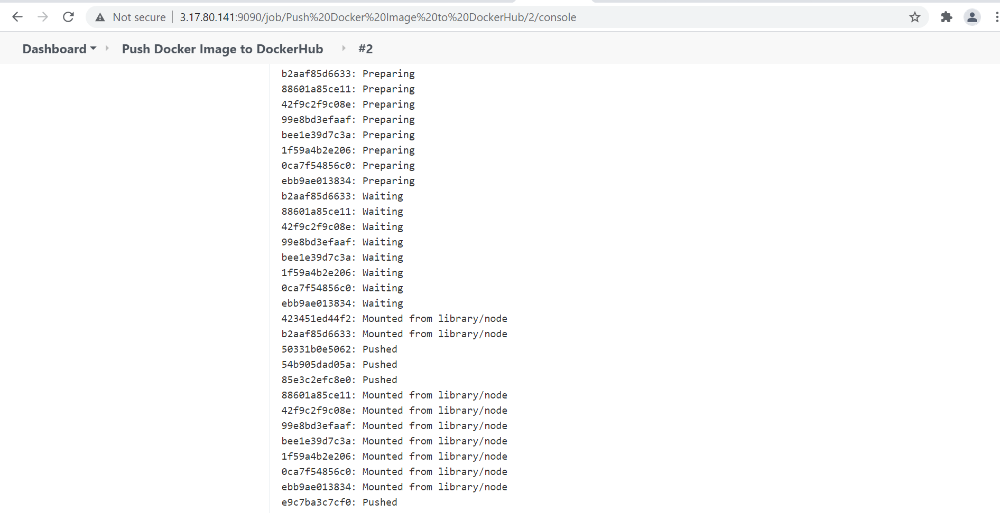 Not secure | 3.17.80.141:9090/job/Push%20Docker%20Image%20to%20DockerHub/2/console
Dashboard Push Docker Image to DockerHub #2
b2aaf85d6633: Preparing
88601a85ce11: Preparing
42f9c2f9c08e: Preparing
99e8bd3efaaf: Preparing
bee1e39d7c3a: Preparing
1f59a4b2e206: Preparing
0ca7f54856c0: Preparing
ebb9ae013834: Preparing
b2aaf85d6633: Waiting
88601a85ce11: Waiting
42f9c2f9c08e: Waiting
99e8bd3efaaf: Waiting
bee1e39d7c3a: Waiting
1f59a4b2e206: Waiting
0ca7f54856c0: Waiting
ebb9ae013834: Waiting
423451ed44f2: Mounted from library/node
b2aaf85d6633: Mounted from library/node
50331b0e5062: Pushed
54b905dad05a: Pushed
85e3c2efc8e0: Pushed
88601a85ce11: Mounted from library/node
42f9c2f9c08e: Mounted from library/node
99e8bd3efaaf: Mounted from library/node
bee1e39d7c3a: Mounted from library/node
1f59a4b2e206: Mounted from library/node
0ca7f54856c0: Mounted from library/node
ebb9ae013834: Mounted from library/node
e9c7ba3c7cf0: Pushed